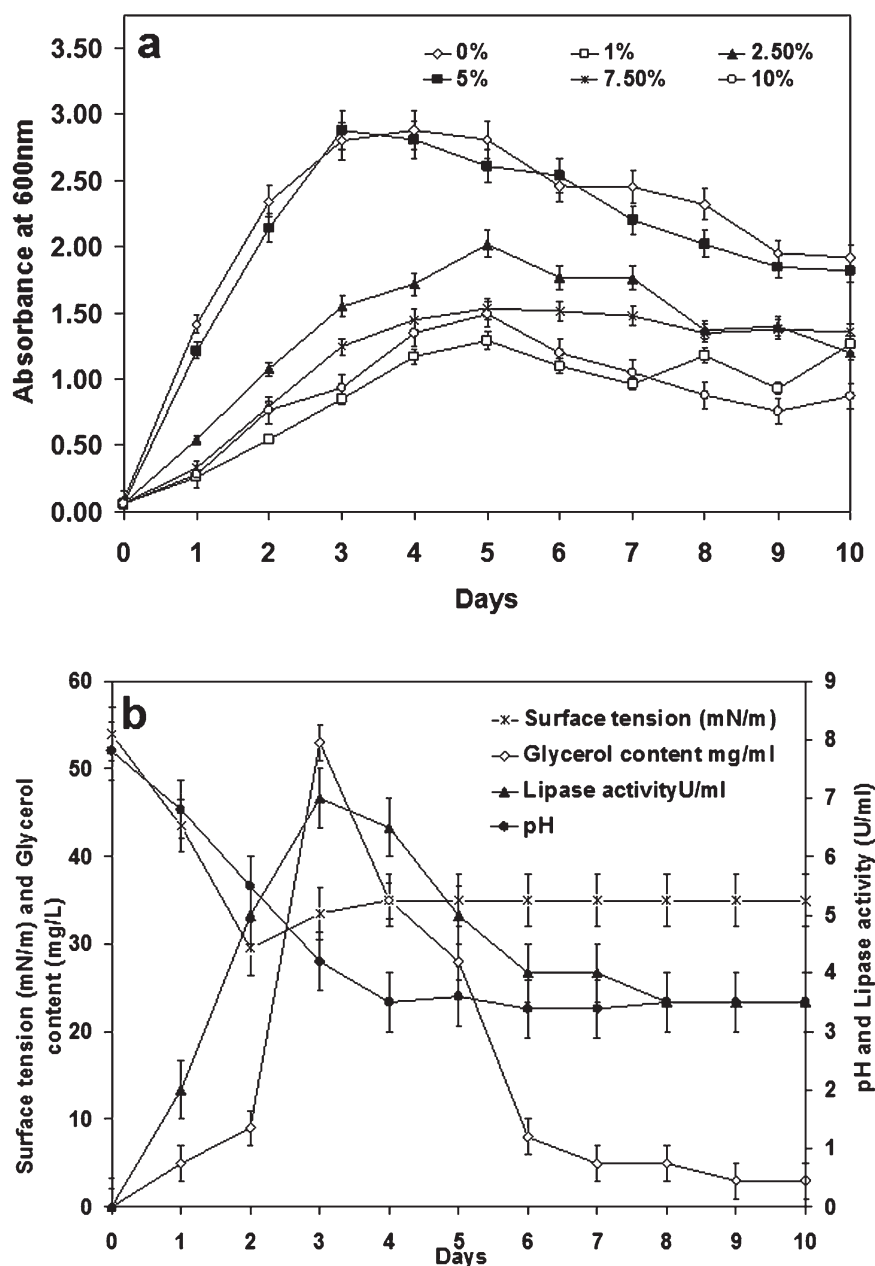 a
0% 1% 2.50%
5% 7.50% 10%
3.50
3.00
2.50
2.00
1.50
1.00
0.50
0.00
Absorbance at 600nm
0 1 2 3 4 5 6 7 8 9 10
Days
b
Surface tension (mN/m)
Glycerol content mg/ml
Lipase activityU/ml
pH
60
50
40
30
20
10
0
Surface tension (mN/m) and Glycerol
content (mg/L)
9
8
7
6
5
4
3
2
1
0
pH and Lipase activity (U/ml)
0 1 2 3 4 5 6 7 8 9 10
Days